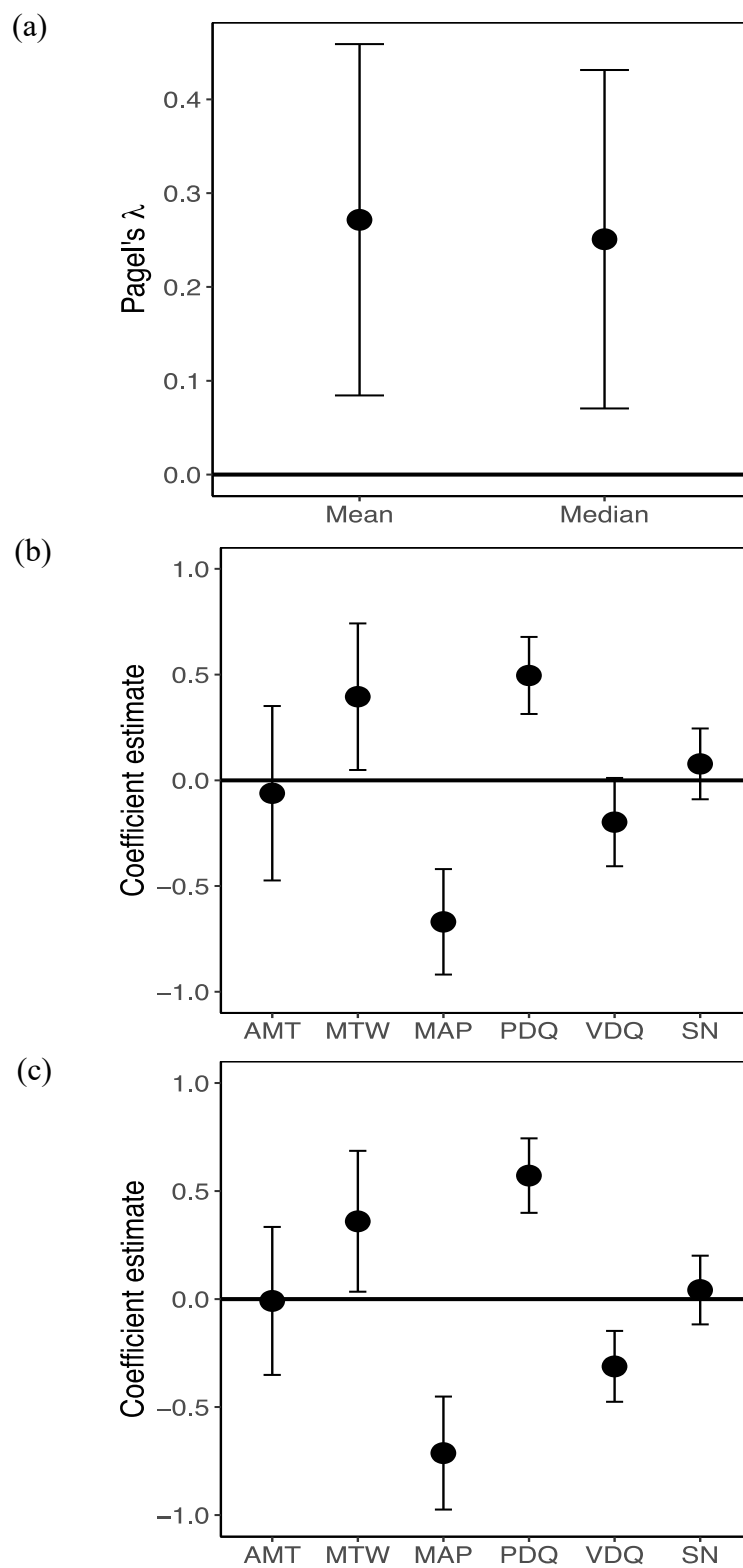 (a)
Pagel's λ
0.4
0.3
0.2
0.1
0.0
Mean Median
(b)
Coefficient estimate
1.0
0.5
0.0
−0.5
−1.0
AMT MTW MAP PDQ VDQ SN
(c)
Coefficient estimate
1.0
0.5
0.0
−0.5
−1.0
AMT MTW MAP PDQ VDQ SN